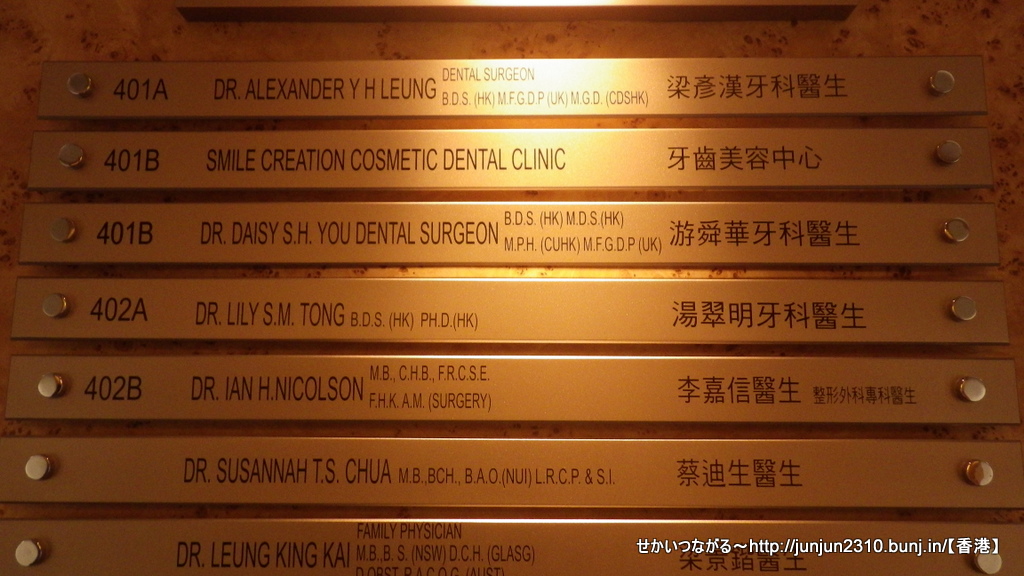 401A DR. ALEXANDER Y H LEUNG DENTAL SURGEON 梁彥漢牙科醫生
B.D.S. (HK) M.F.G.D.P (UK) M.G.D. (CDSHK)
401B SMILE CREATION COSMETIC DENTAL CLINIC 牙齒美容中心
401B DR. DAISY S.H. YOU DENTAL SURGEON B.D.S. (HK) M.D.S.(HK) 游舜華牙科醫生
M.P.H. (CUHK) M.F.G.D.P (UK)
402A DR. LILY S.M. TONG B.D.S. (HK) PH.D.(HK) 湯翠明牙科醫生
402B DR. IAN H.NICOLSON M.B., C.H.B., F.R.C.S.E. 李嘉信醫生 整形外科專科醫生
F.H.K. A.M. (SURGERY)
DR. SUSANNAH T.S. CHUA M.B.,BCH., B.A.O.(NUI) L.R.C.P. & S.I. 蔡迪生醫生
DR. LEUNG KING KAI FAMILY PHYSICIAN
M.B.,B. S. (NSW) D.C.H. (GLASG)
D.OBST. R.A.C.O.G. (AUST)
せかいつながる～http://junjun2310.bunj.in/【香港】